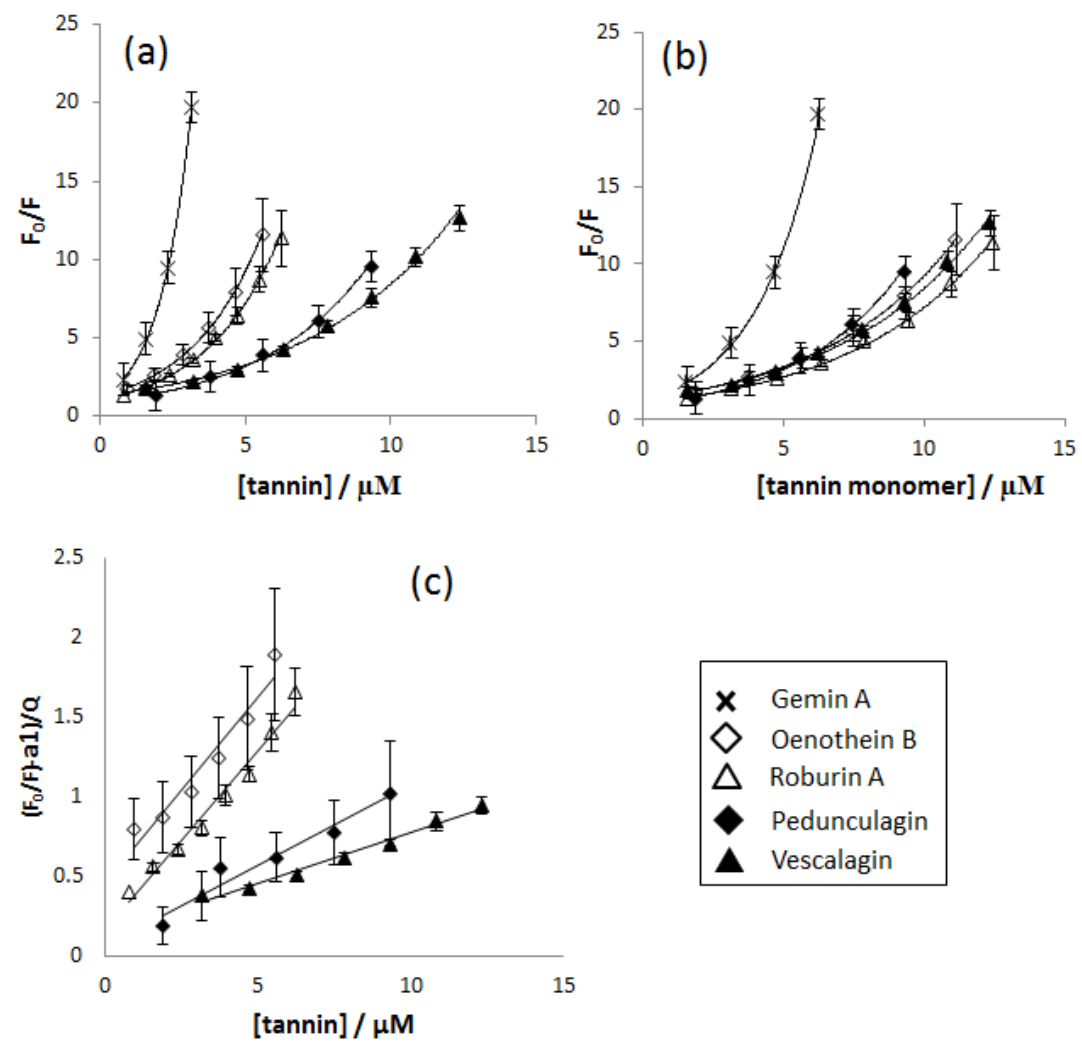 (a)
25
20
15
10
5
0
F₀/F
0 5 10 15
[tannin] / µM
(b)
25
20
15
10
5
0
F₀/F
0 5 10 15
[tannin monomer] / µM
(c)
2.5
2
1.5
1
0.5
0
(F₀/F)-a1)/Q
0 5 10 15
[tannin] / µM
Gemin A
Oenothein B
Roburin A
Pedunculagin
Vescalagin